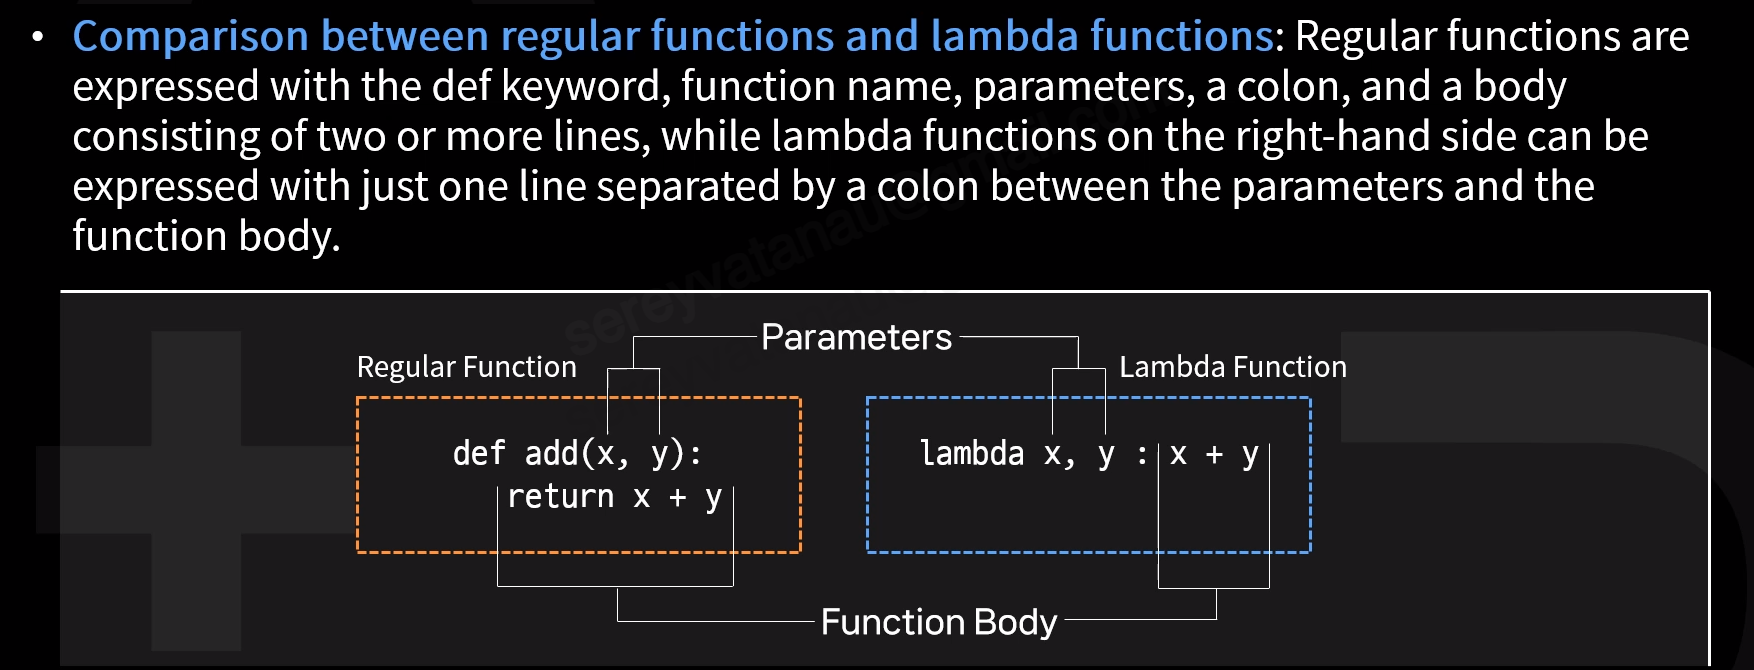 • Comparison between regular functions and lambda functions: Regular functions are
expressed with the def keyword, function name, parameters, a colon, and a body
consisting of two or more lines, while lambda functions on the right-hand side can be
expressed with just one line separated by a colon between the parameters and the
function body.
Parameters
Regular Function
Lambda Function
def add(x, y):
return x + y
lambda x, y : x + y
Function Body
sereyvatanau@gmail.com